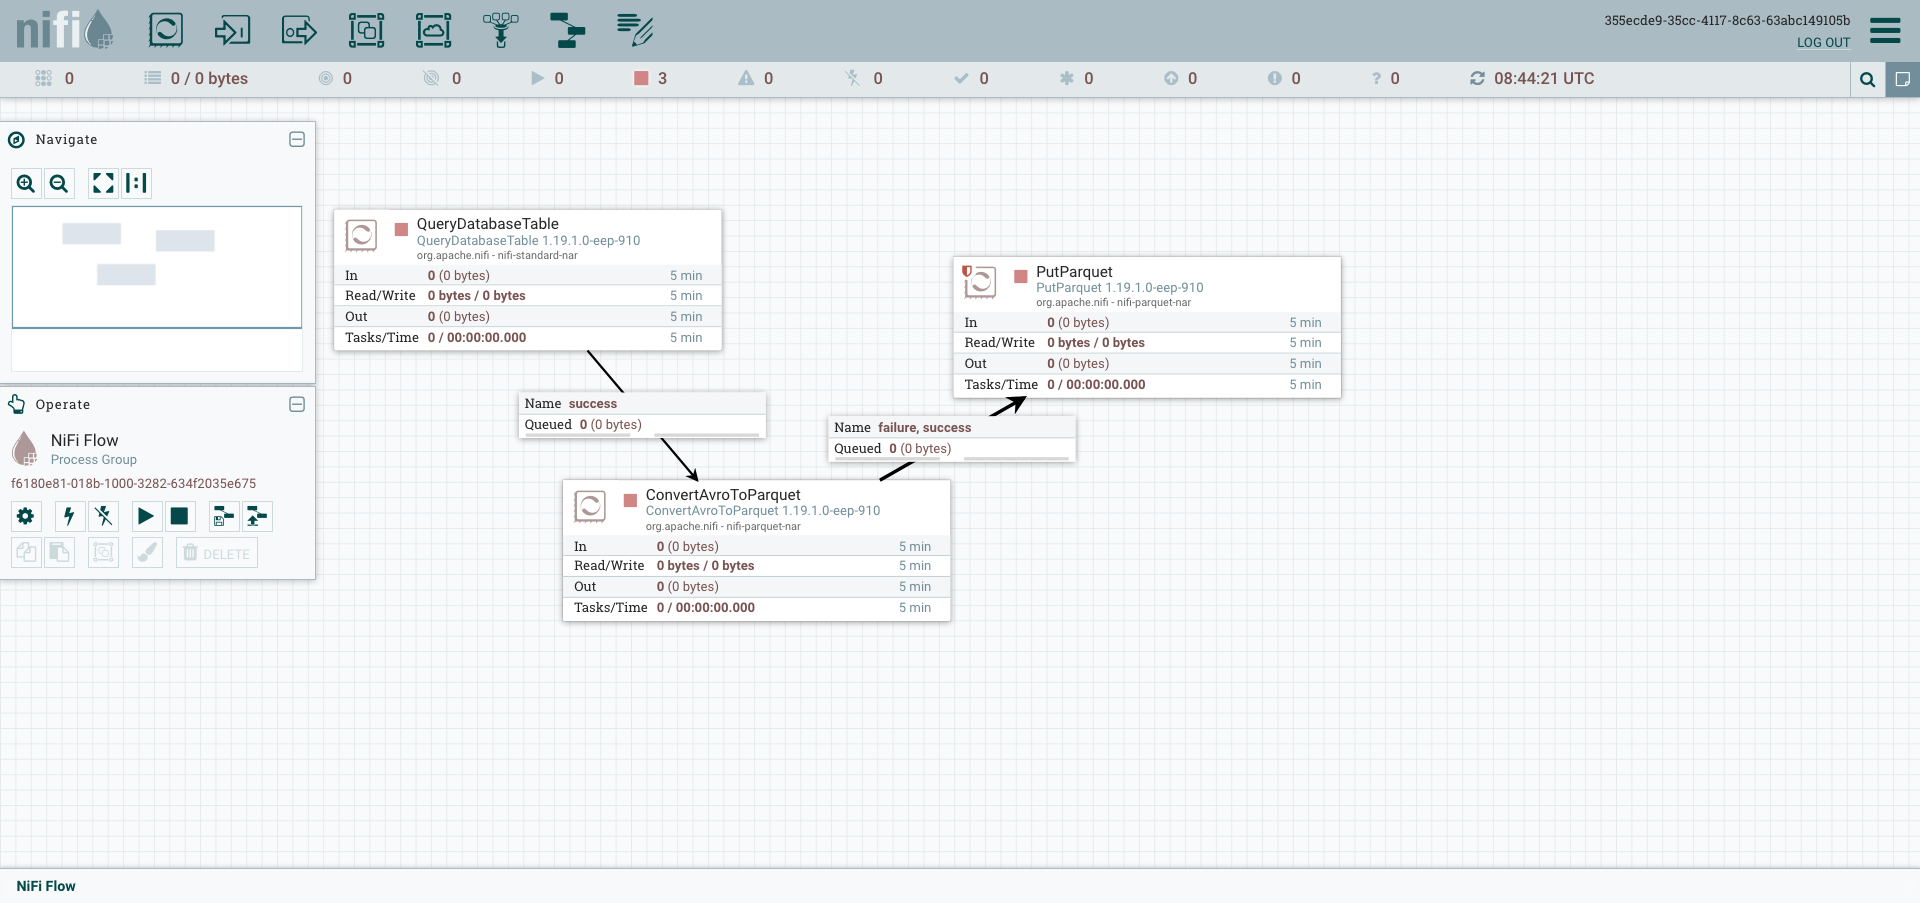 nifi
355ecde9-35cc-4117-8c63-63abc149105b
LOG OUT
0
0 / 0 bytes
0
0
0
3
0
0
0
0
0
0
0
08:44:21 UTC
Navigate
Operate
NiFi Flow
Process Group
f6180e81-018b-1000-3282-634f2035e675
DELETE
QueryDatabaseTable
QueryDatabaseTable 1.19.1.0-eep-910
org.apache.nifi - nifi-standard-nar
In 0 (0 bytes) 5 min
Read/Write 0 bytes / 0 bytes 5 min
Out 0 (0 bytes) 5 min
Tasks/Time 0 / 00:00:00.000 5 min
Name success
Queued 0 (0 bytes)
PutParquet
PutParquet 1.19.1.0-eep-910
org.apache.nifi - nifi-parquet-nar
In 0 (0 bytes) 5 min
Read/Write 0 bytes / 0 bytes 5 min
Out 0 (0 bytes) 5 min
Tasks/Time 0 / 00:00:00.000 5 min
Name failure, success
Queued 0 (0 bytes)
ConvertAvroToParquet
ConvertAvroToParquet 1.19.1.0-eep-910
org.apache.nifi - nifi-parquet-nar
In 0 (0 bytes) 5 min
Read/Write 0 bytes / 0 bytes 5 min
Out 0 (0 bytes) 5 min
Tasks/Time 0 / 00:00:00.000 5 min
NiFi Flow